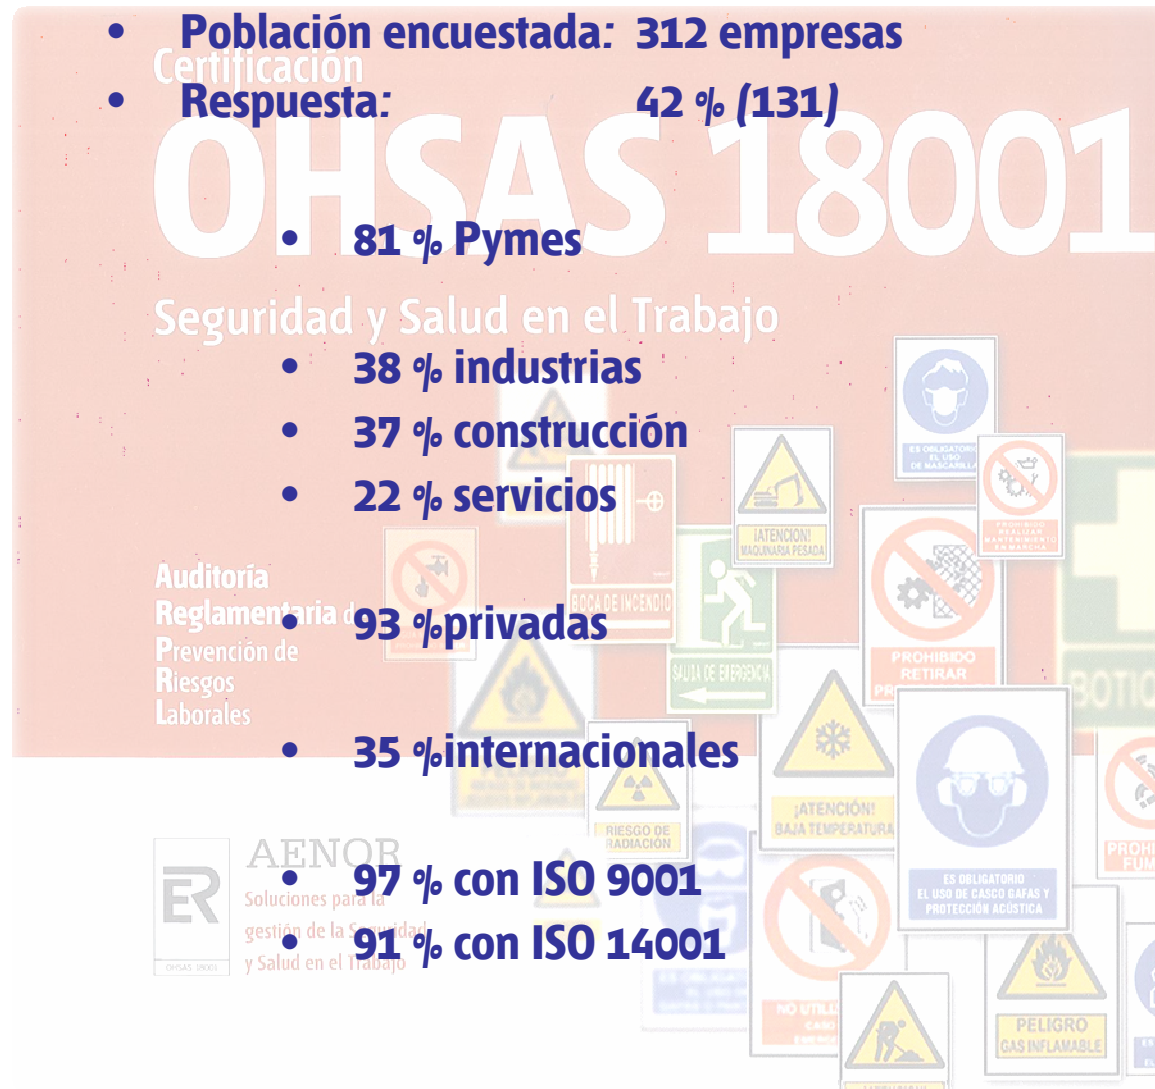 • Población encuestada: 312 empresas
Certificación
• Respuesta: 42 % (131)
OHSAS 18001
• 81 % Pymes
Seguridad y Salud en el Trabajo
• 38 % industrias
• 37 % construcción
• 22 % servicios
ES OBLIGATORIO
EL USO
DE MASCARILLA
¡ATENCION!
MAQUINARIA PESADA
PROHIBIDO
REALIZAR
MANTENIMIENTO
EN MARCHA
BOCA DE INCENDIO
SALIDA DE EMERGENCIA
Auditoría
Reglamentaria
Prevención de
Riesgos
Laborales
• 93 %privadas
PROHIBIDO
RETIRAR
BOTIQ
• 35 %internacionales
PELIGRO
RIESGO DE
RADIACIÓN
¡ATENCIÓN!
BAJA TEMPERATURA
AENOR
ER
OHSAS 18001
Soluciones para la
gestión de la Seguridad
y Salud en el Trabajo
• 97 % con ISO 9001
• 91 % con ISO 14001
ES OBLIGATORIO
EL USO DE CASCO GAFAS Y
PROTECCIÓN ACÚSTICA
PROHI
FUM
NO UTILI
PELIGRO
GAS INFLAMABLE